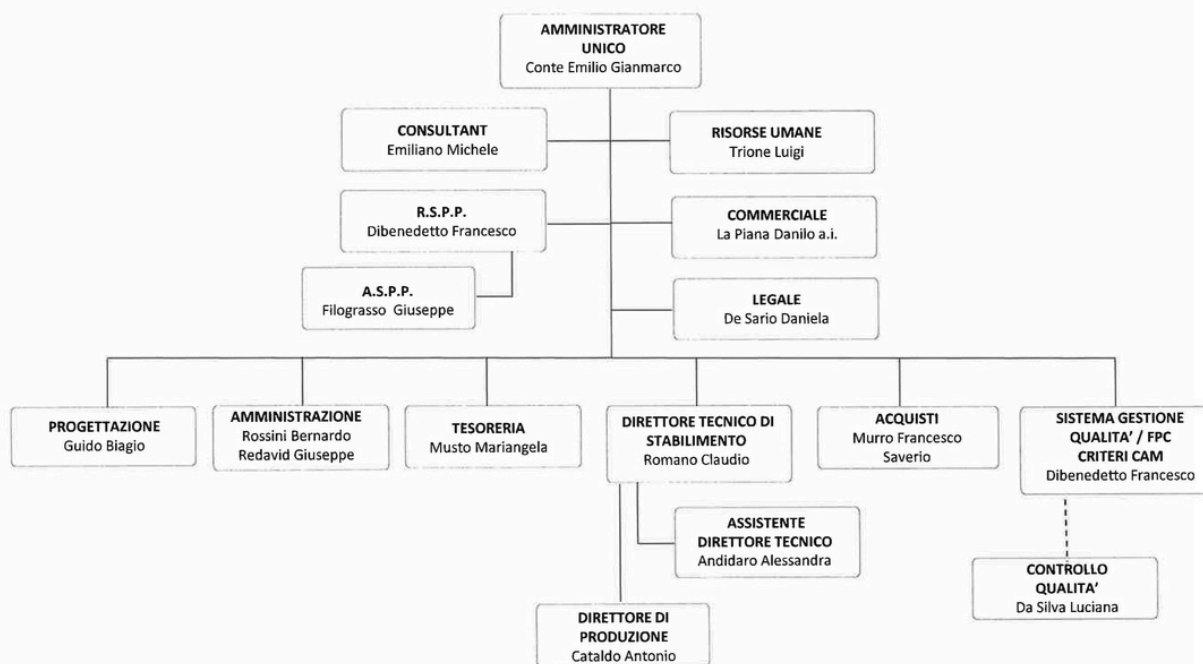 AMMINISTRATORE
UNICO
Conte Emilio Gianmarco
CONSULTANT
Emiliano Michele
RISORSE UMANE
Trione Luigi
R.S.P.P.
Dibenedetto Francesco
COMMERCIALE
La Piana Danilo a.i.
A.S.P.P.
Filograsso Giuseppe
LEGALE
De Sario Daniela
PROGETTAZIONE
Guido Biagio
AMMINISTRAZIONE
Rossini Bernardo
Redavid Giuseppe
TESORERIA
Musto Mariangela
DIRETTORE TECNICO DI
STABILIMENTO
Romano Claudio
ACQUISTI
Murro Francesco
Saverio
SISTEMA GESTIONE
QUALITA' / FPC
CRITERI CAM
Dibenedetto Francesco
ASSISTENTE
DIRETTORE TECNICO
Andidaro Alessandra
CONTROLLO
QUALITA'
Da Silva Luciana
DIRETTORE DI
PRODUZIONE
Cataldo Antonio